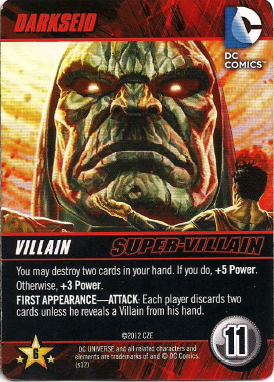 DARKSEID
DC
DC
COMICS™
VILLAIN
SUPER-VILLAIN
You may destroy two cards in your hand. If you do, +5 Power.
Otherwise, +3 Power.
FIRST APPEARANCE—ATTACK: Each player discards two
cards unless he reveals a Villain from his hand.
©2012 CZE
6
DC UNIVERSE and all related characters and
elements are trademarks of and © DC Comics.
(s12)
11